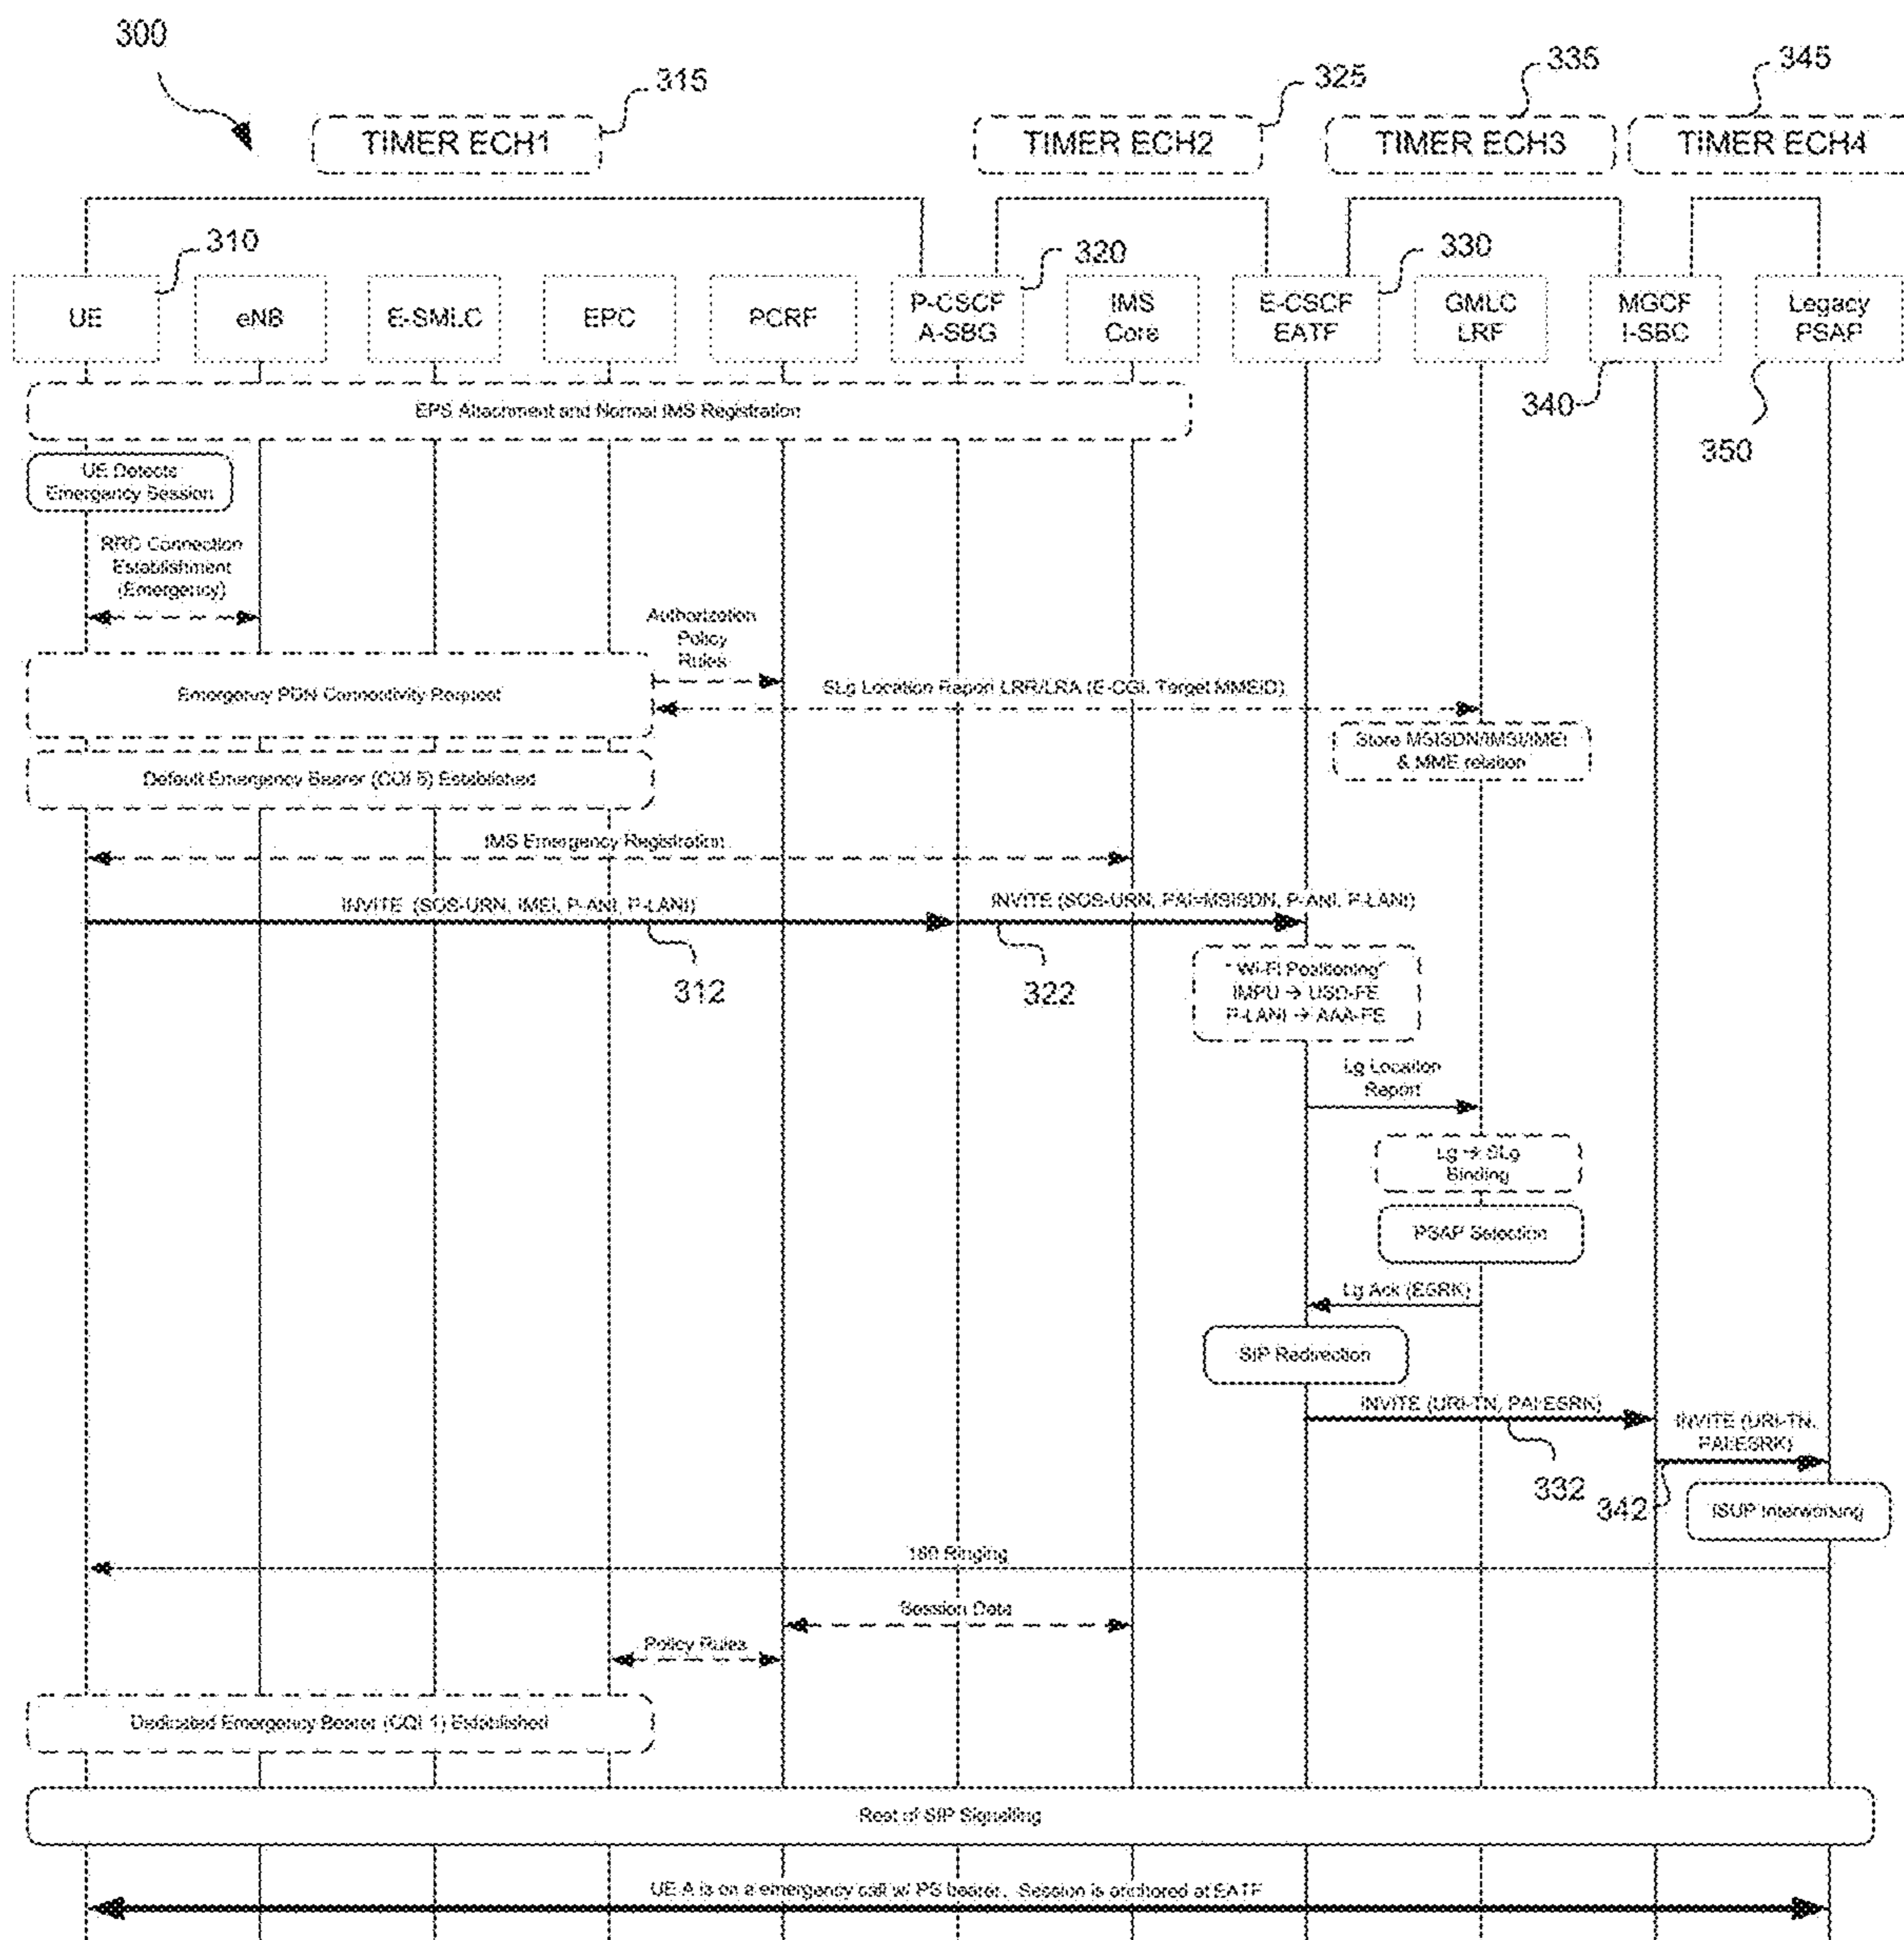 300
315
325
335
345
TIMER ECH1
TIMER ECH2
TIMER ECH3
TIMER ECH4
310
320
330
UE
eNB
E-SMLC
EPC
PCRF
P-CSCF
A-SBG
IMS
Core
E-CSCF
EATF
GMLC
LRF
MGCF
I-SBC
Legacy
PSAP
340
350
EPS Attachment and Normal IMS Registration
UE Detects
Emergency Session
RRC Connection
Establishment
(Emergency)
Authorization
Policy
Rules
Emergency PDN Connectivity Request
SLg Location Report LRR/LRA (E-CGI, Target MMEID)
Store MSISDN/IMSI/IMEI
& MME relation
Default Emergency Bearer (CQI 5) Established
IMS Emergency Registration
INVITE (SOS-URN, IMEI, P-ANI, P-LANI)
INVITE (SOS-URN, PAI=MSISDN, P-ANI, P-LANI)
312
322
"Wi-Fi Positioning"
IMPU → USD-FE
P-LANI → AAA-FE
Lg Location
Report
Lg → SLg
Binding
PSAP Selection
Lg Ack (ESRK)
SIP Redirection
INVITE (URI-TN, PAI:ESRK)
INVITE (URI-TN,
PAI:ESRK)
332
342
ISUP Interworking
180 Ringing
Session Data
Policy Rules
Dedicated Emergency Bearer (CQI 1) Established
Rest of SIP Signalling
UE A is on a emergency call w/ PS bearer. Session is anchored at EATF